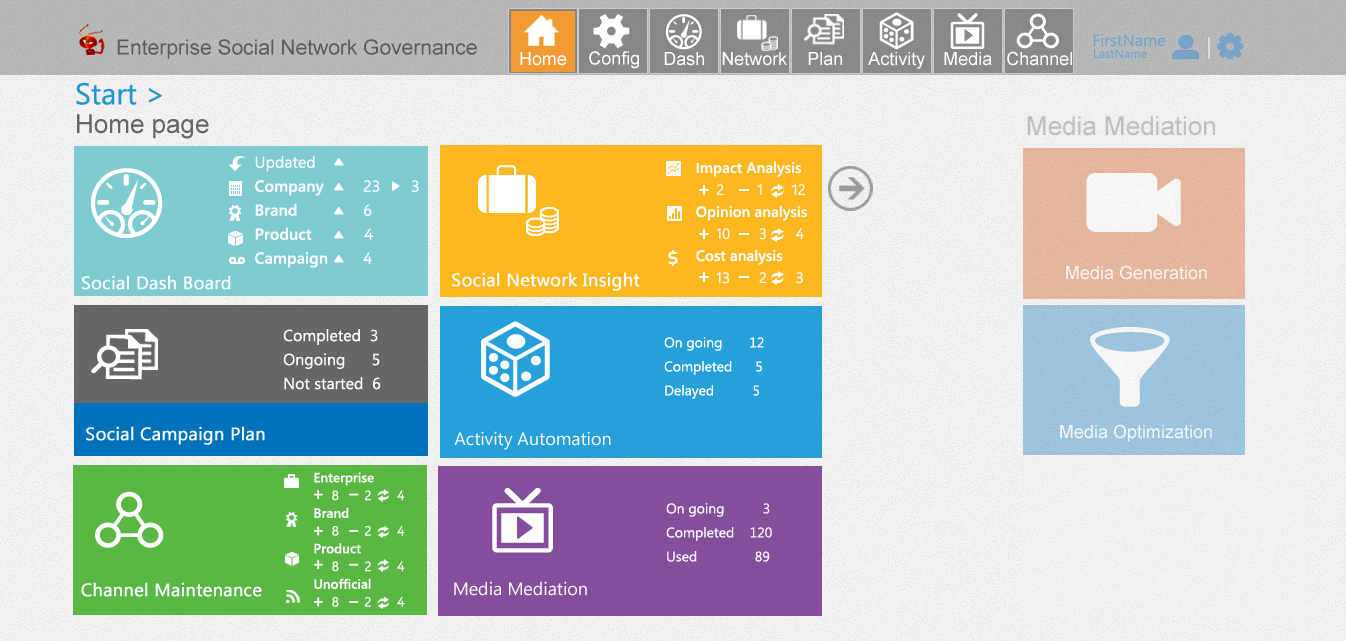 Enterprise Social Network Governance
Home Config Dash Network Plan Activity Media Channel
FirstName
LastName
Start >
Home page
Updated
Company 23 3
Brand 6
Product 4
Campaign 4
Social Dash Board
Impact Analysis
+ 2 - 1 12
Opinion analysis
+ 10 - 3 4
$ Cost analysis
+ 13 - 2 3
Social Network Insight
Completed 3
Ongoing 5
Not started 6
Social Campaign Plan
On going 12
Completed 5
Delayed 5
Activity Automation
Enterprise
+ 8 - 2 4
Brand
+ 8 - 2 4
Product
+ 8 - 2 4
Unofficial
+ 8 - 2 4
Channel Maintenance
On going 3
Completed 120
Used 89
Media Mediation
Media Mediation
Media Generation
Media Optimization